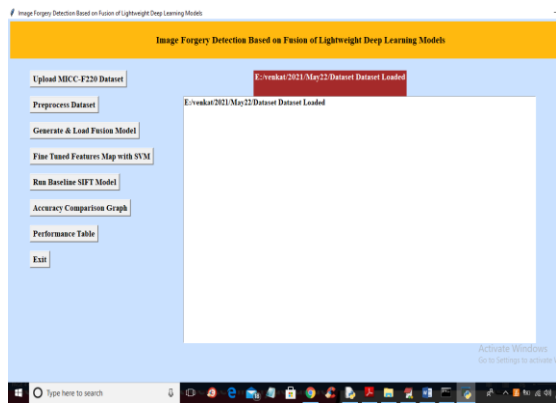 Image Forgery Detection Based on Fusion of Lightweight Deep Learning Models
Image Forgery Detection Based on Fusion of Lightweight Deep Learning Models
Upload MICC-F220 Dataset
E:/venkat/2021/May22/Dataset Dataset Loaded
Preprocess Dataset
E:/venkat/2021/May22/Dataset Dataset Loaded
Generate & Load Fusion Model
Fine Tuned Features Map with SVM
Run Baseline SIFT Model
Accuracy Comparison Graph
Performance Table
Exit
Activate Windows
Go to Settings to activate
Type here to search